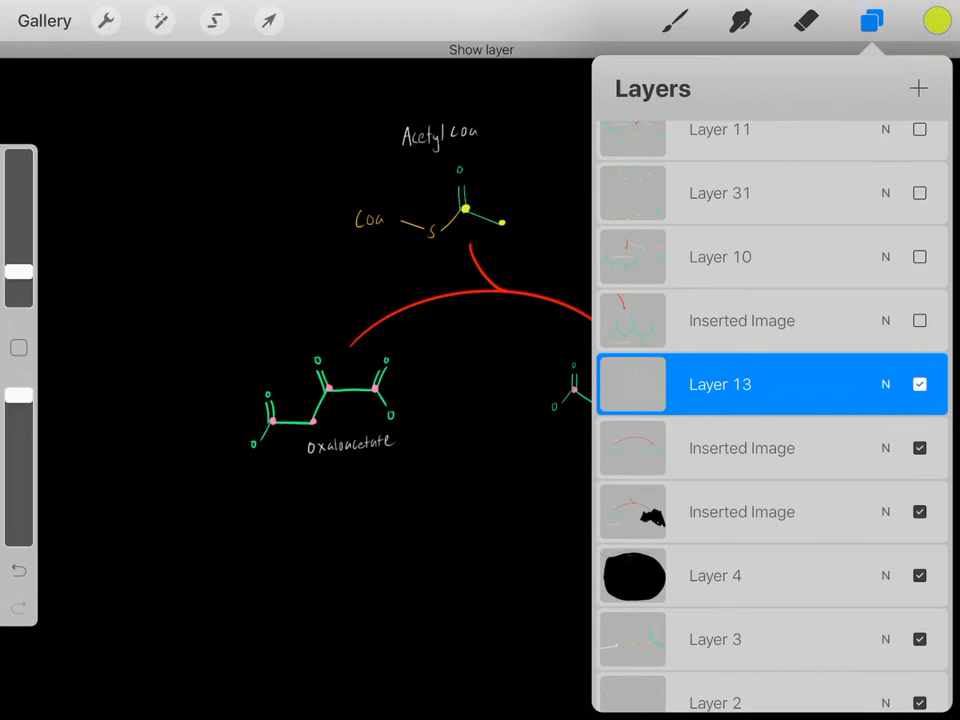 Gallery
Show layer
Layers
Layer 11 N
Layer 31 N
Layer 10 N
Inserted Image N
Layer 13 N
Inserted Image N
Inserted Image N
Layer 4 N
Layer 3 N
Layer 2 N
Acetyl coa
O
Coa S
O O O
O O O
oxaloacetate
O
O